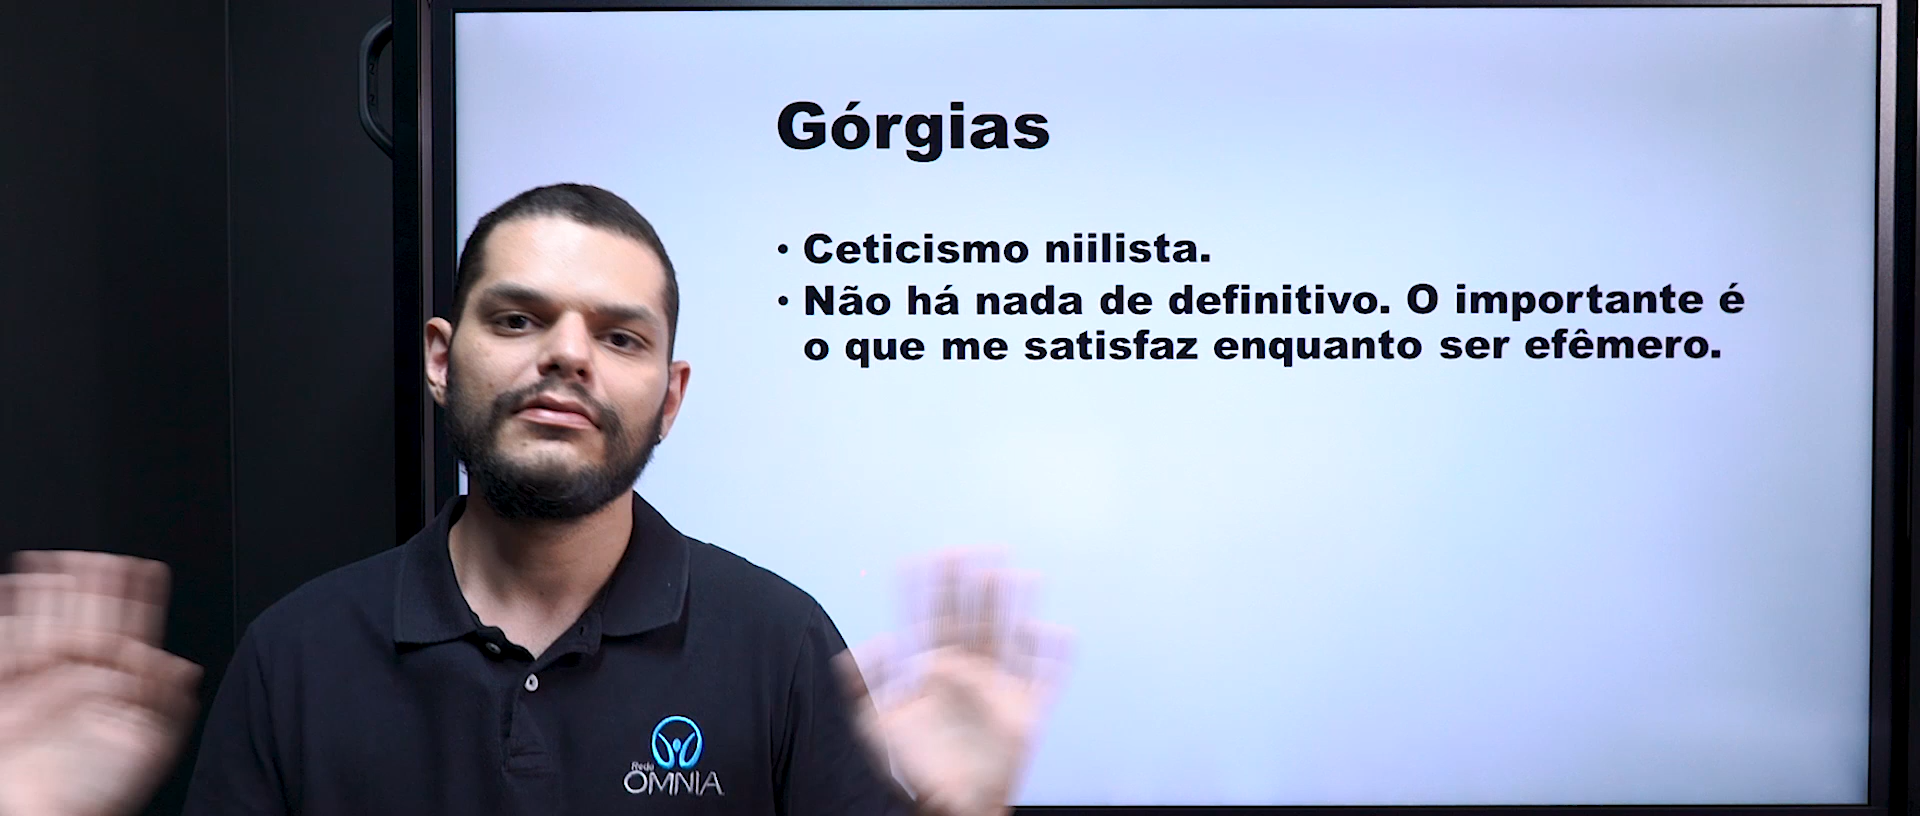 Górgias
• Ceticismo niilista.
• Não há nada de definitivo. O importante é
o que me satisfaz enquanto ser efêmero.
Rede
OMNIA